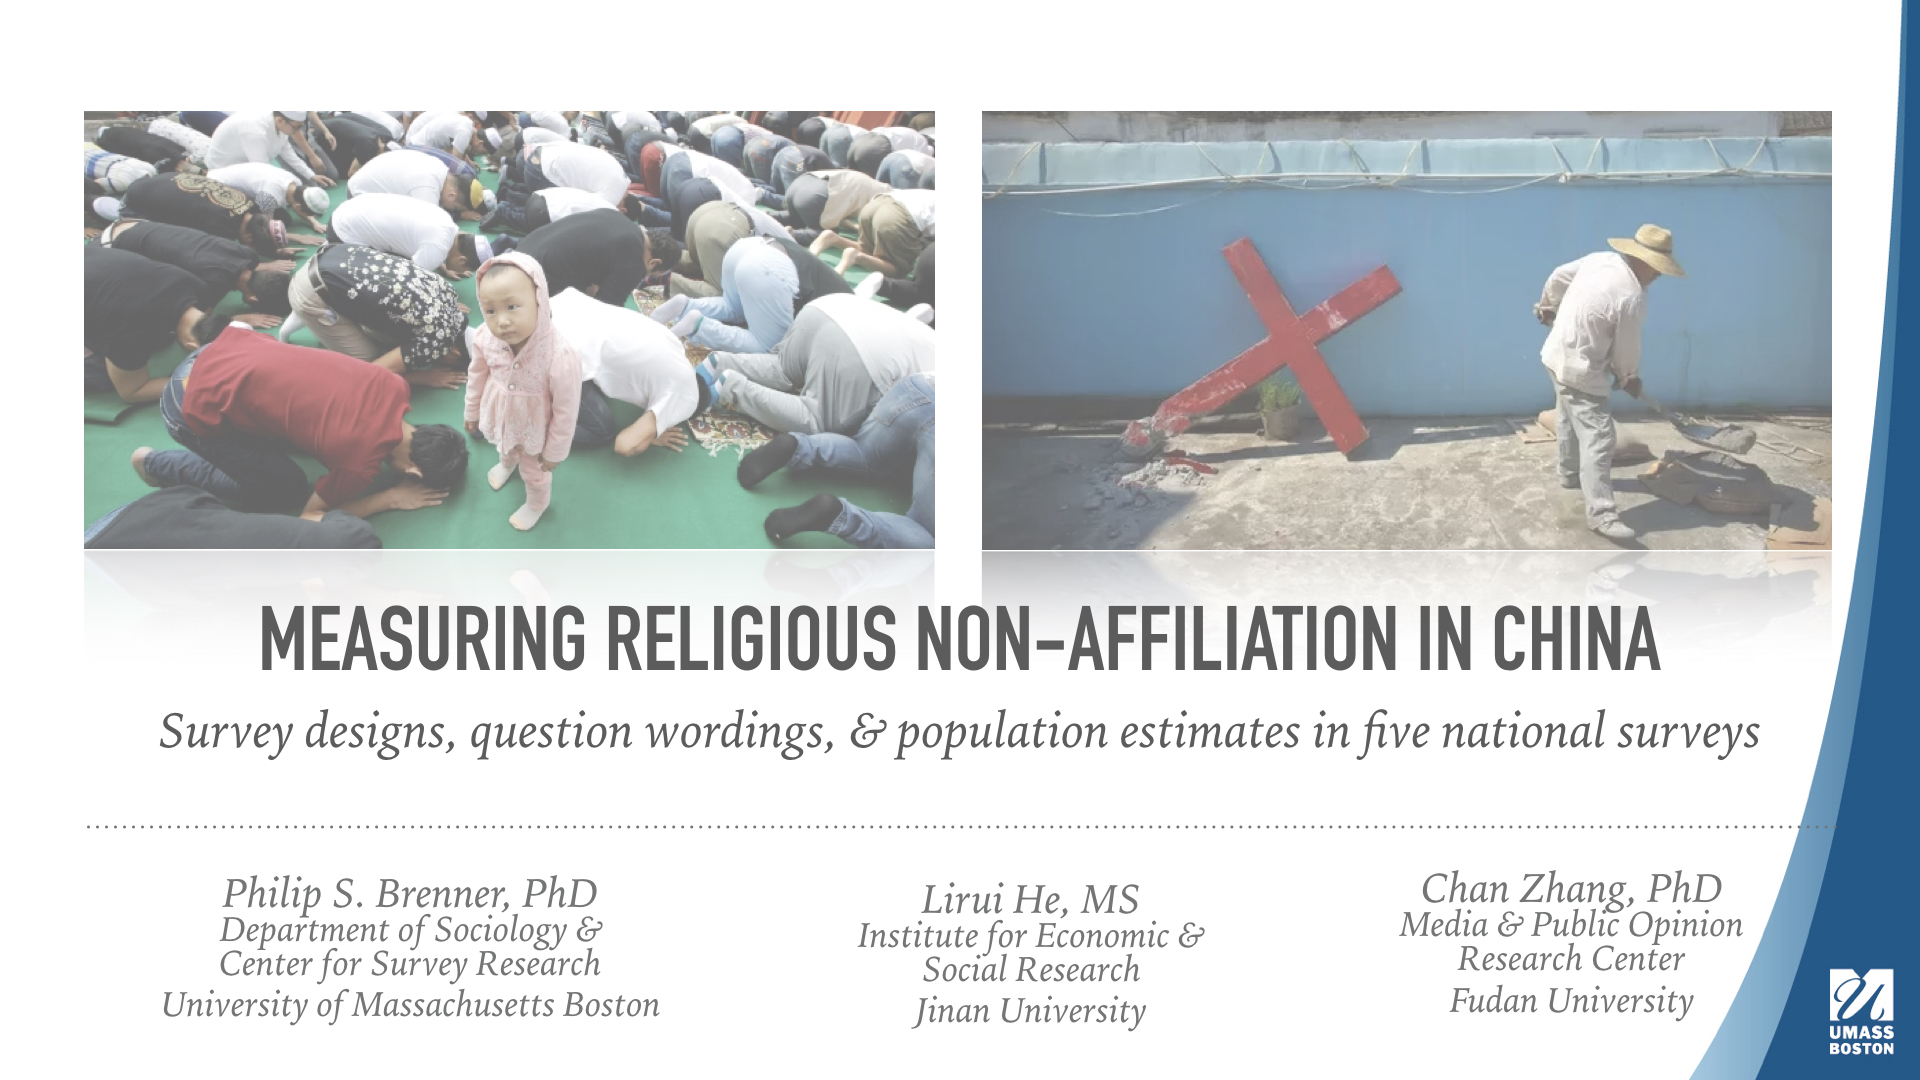 MEASURING RELIGIOUS NON-AFFILIATION IN CHINA
Survey designs, question wordings, & population estimates in five national surveys
Philip S. Brenner, PhD
Department of Sociology &
Center for Survey Research
University of Massachusetts Boston
Lirui He, MS
Institute for Economic &
Social Research
Jinan University
Chan Zhang, PhD
Media & Public Opinion
Research Center
Fudan University
UMASS
BOSTON